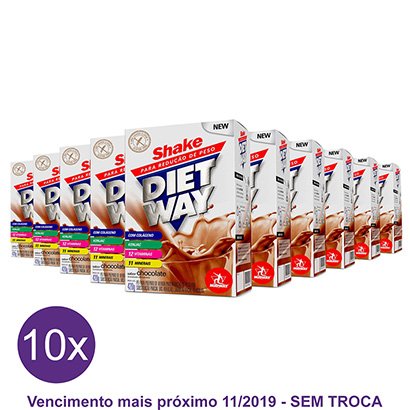 NEW
Shake
PARA REDUÇÃO DE PESO
DIET
WAY
COM COLÁGENO
KONJAC
12 VITAMINAS
11 MINERAIS
sabor
chocolate
10x
Vencimento mais próximo 11/2019 - SEM TROCA